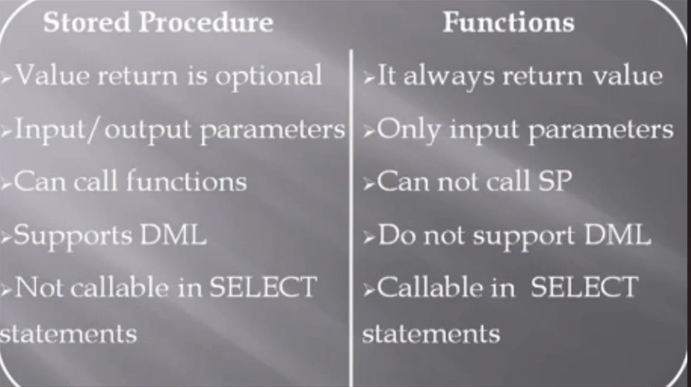 Stored Procedure
➢Value return is optional
➢Input/output parameters
➢Can call functions
➢Supports DML
➢Not callable in SELECT
statements
Functions
➢It always return value
➢Only input parameters
➢Can not call SP
➢Do not support DML
➢Callable in SELECT
statements